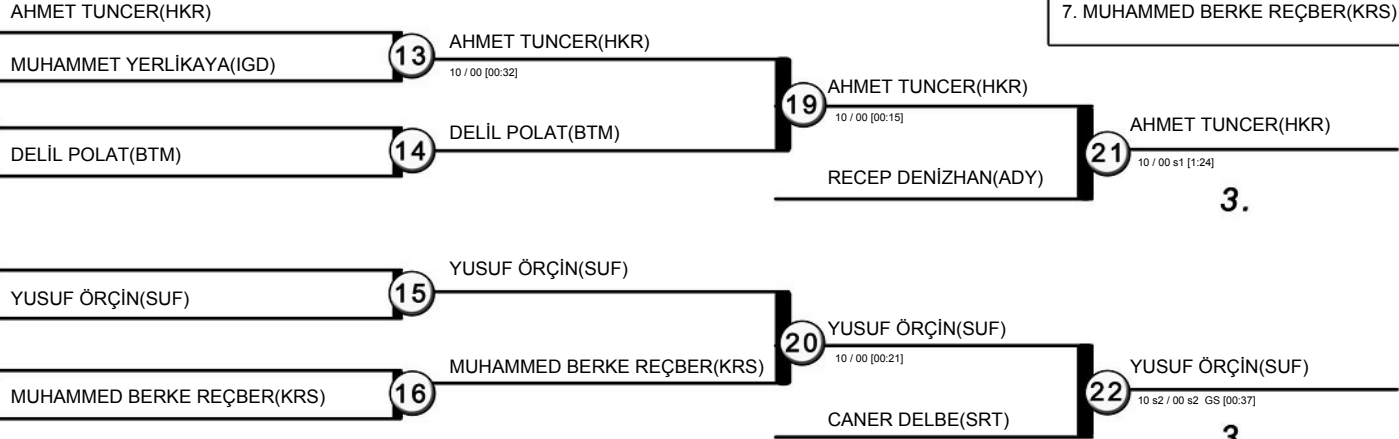 AHMET TUNCER(HKR)
7. MUHAMMED BERKE REÇBER(KRS)
MUHAMMET YERLİKAYA(IGD)
13
AHMET TUNCER(HKR)
10 / 00 [00:32]
19
AHMET TUNCER(HKR)
10 / 00 [00:15]
DELİL POLAT(BTM)
14
DELİL POLAT(BTM)
21
AHMET TUNCER(HKR)
10 / 00 s1 [1:24]
RECEP DENİZHAN(ADY)
3.
YUSUF ÖRÇİN(SUF)
15
YUSUF ÖRÇİN(SUF)
20
YUSUF ÖRÇİN(SUF)
10 / 00 [00:21]
MUHAMMED BERKE REÇBER(KRS)
16
MUHAMMED BERKE REÇBER(KRS)
22
YUSUF ÖRÇİN(SUF)
10 s2 / 00 s2 GS [00:37]
CANER DELBE(SRT)
3